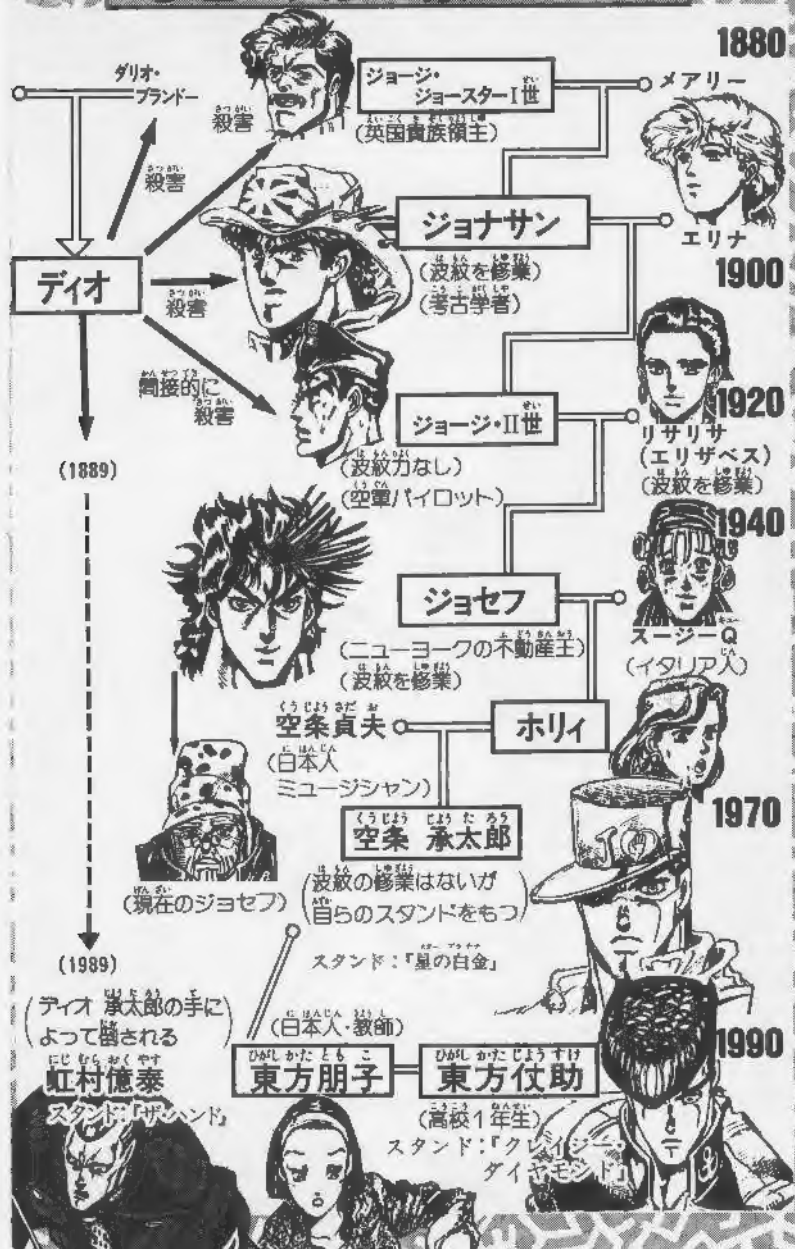 1880
ダリオ・
ブランドー
殺害
ジョージ・
ジョースターⅠ世
(英国貴族領主)
メアリー
殺害
ディオ
殺害
ジョナサン
(波紋を修業)
(考古学者)
エリナ
1900
間接的に
殺害
ジョージ・Ⅱ世
(波紋力なし)
(空軍パイロット)
1920
リサリサ
(エリザベス)
(波紋を修業)
(1889)
1940
ジョセフ
(ニューヨークの不動産王)
(波紋を修業)
スージーQ
(イタリア人)
空条貞夫
(日本人
ミュージシャン)
ホリィ
1970
空条 承太郎
(波紋の修業はないが
自らのスタンドをもつ)
スタンド:『星の白金』
(現在のジョセフ)
(1989)
(ディオ 承太郎の手に
よって倒される)
(日本人・教師)
東方朋子
東方仗助
(高校1年生)
スタンド:『クレイジー・
ダイヤモンド』
1990
虹村億泰
スタンド:『ザ・ハンド』